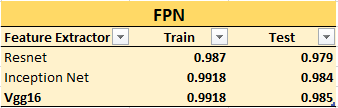 FPN
Feature Extractor Train Test
Resnet 0.987 0.979
Inception Net 0.9918 0.984
Vgg16 0.9918 0.985